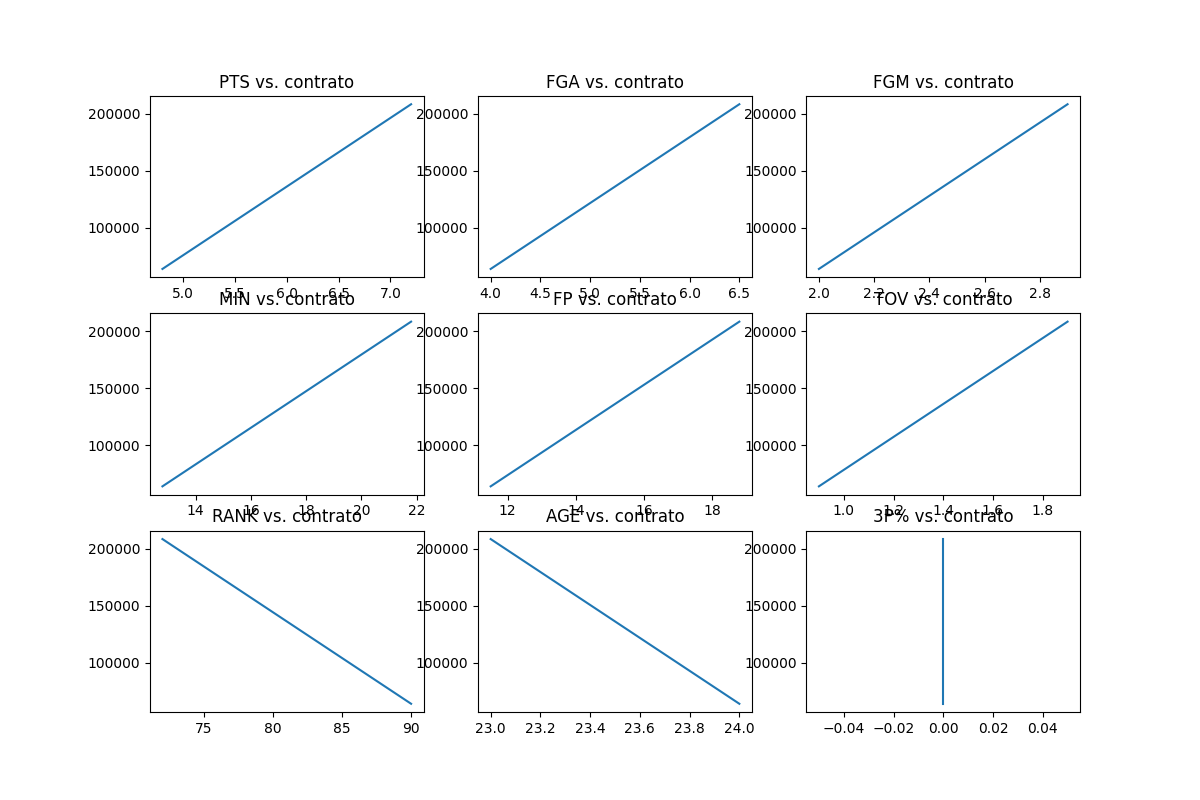 PTS vs. contrato
FGA vs. contrato
FGM vs. contrato
200000
150000
100000
200000
150000
100000
200000
150000
100000
5.0 5.5 6.0 6.5 7.0
4.0 4.5 5.0 5.5 6.0 6.5
2.0 2.2 2.4 2.6 2.8
MIN vs. contrato
FP vs. contrato
TOV vs. contrato
200000
150000
100000
200000
150000
100000
200000
150000
100000
14 16 18 20 22
12 14 16 18
1.0 1.2 1.4 1.6 1.8
RANK vs. contrato
AGE vs. contrato
3P% vs. contrato
200000
150000
100000
200000
150000
100000
200000
150000
100000
75 80 85 90
23.0 23.2 23.4 23.6 23.8 24.0
−0.04 −0.02 0.00 0.02 0.04